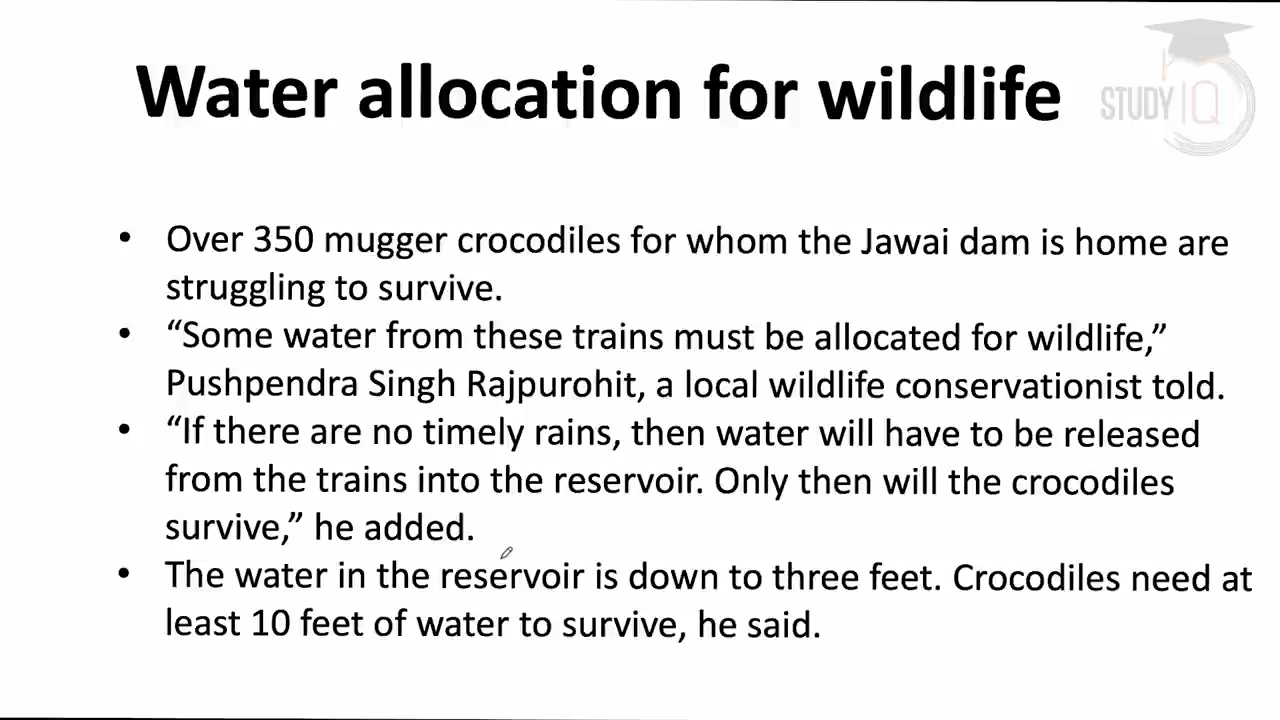 Water allocation for wildlife
STUDY IQ
• Over 350 mugger crocodiles for whom the Jawai dam is home are
struggling to survive.
• “Some water from these trains must be allocated for wildlife,”
Pushpendra Singh Rajpurohit, a local wildlife conservationist told.
• “If there are no timely rains, then water will have to be released
from the trains into the reservoir. Only then will the crocodiles
survive,” he added.
• The water in the reservoir is down to three feet. Crocodiles need at
least 10 feet of water to survive, he said.